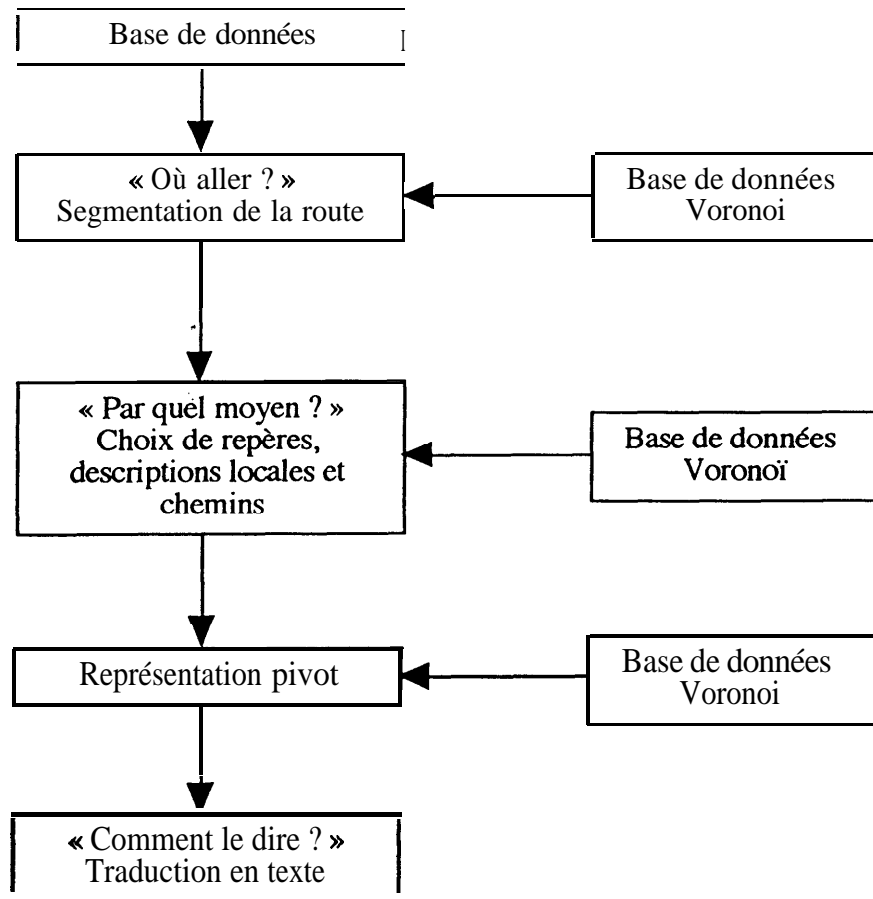 Base de données
« Où aller ? »
Segmentation de la route
Base de données
Voronoi
« Par quel moyen ? »
Choix de repères,
descriptions locales et
chemins
Base de données
Voronoï
Représentation pivot
Base de données
Voronoi
« Comment le dire ? »
Traduction en texte